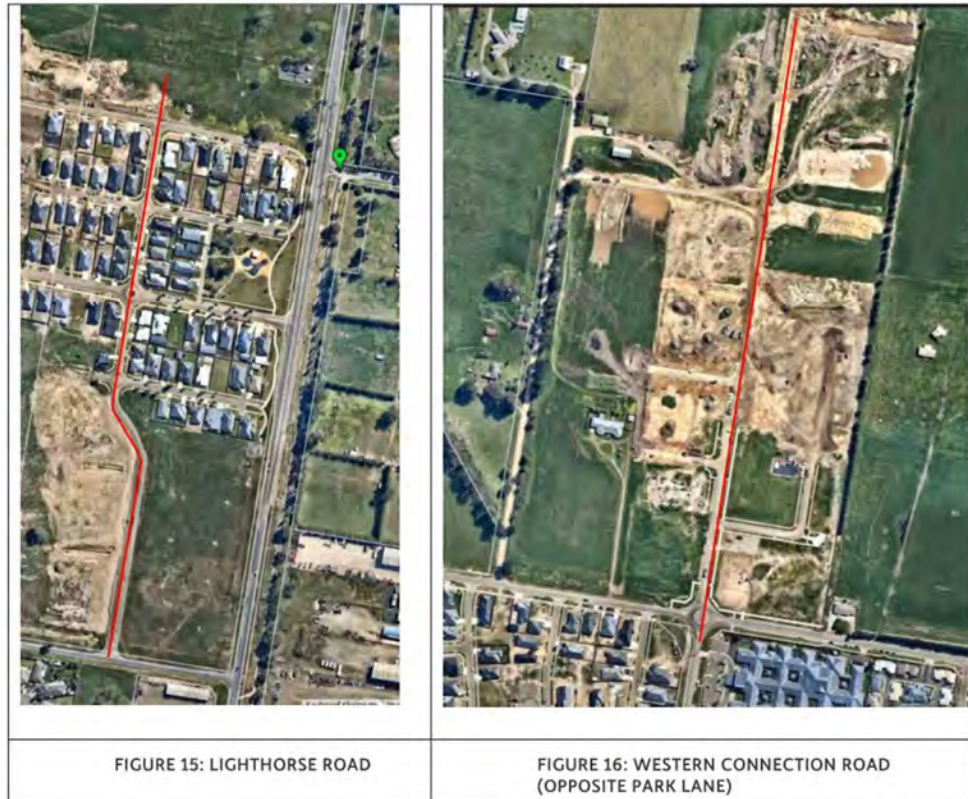 FIGURE 15: LIGHTHORSE ROAD
FIGURE 16: WESTERN CONNECTION ROAD
(OPPOSITE PARK LANE)